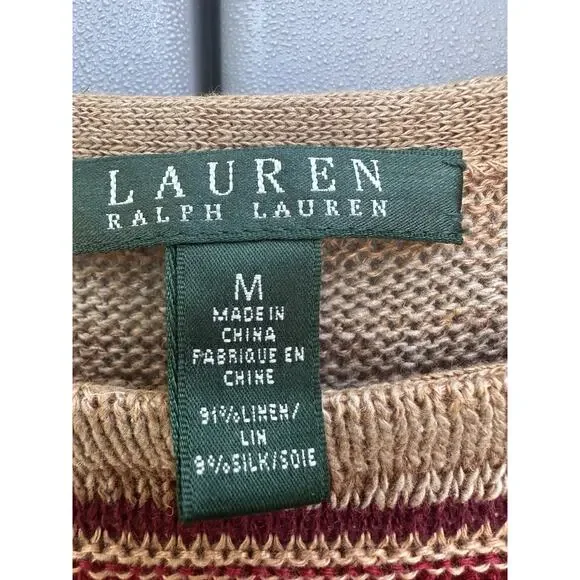 LAUREN
RALPH LAUREN
M
MADE IN
CHINA
FABRIQUE EN
CHINE
91%LINEN/
LIN
9%SILK/SOIE